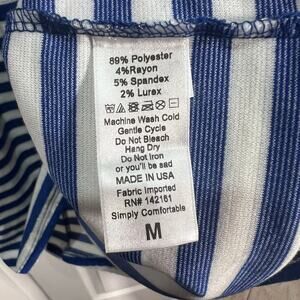 89% Polyester
4%Rayon
5% Spandex
2% Lurex
Machine Wash Cold
Gentle Cycle
Do Not Bleach
Hang Dry
Do Not Iron
or you'll be sad
MADE IN USA
Fabric Imported
RN# 142161
Simply Comfortable
M